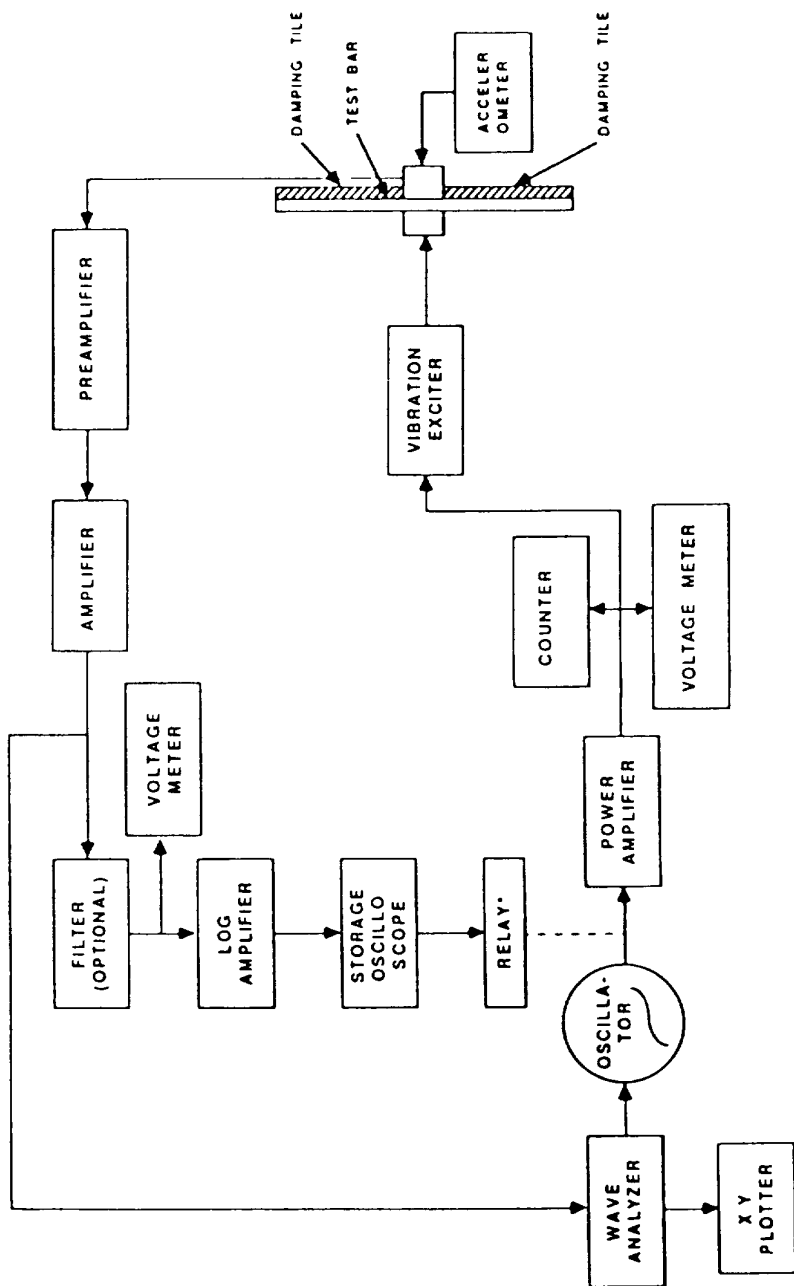 DAMPING TILE
TEST BAR
ACCELER
OMETER
DAMPING TILE
PREAMPLIFIER
VIBRATION
EXCITER
AMPLIFIER
COUNTER
VOLTAGE METER
VOLTAGE
METER
FILTER
(OPTIONAL)
LOG
AMPLIFIER
STORAGE
OSCILLO
SCOPE
RELAY*
POWER
AMPLIFIER
OSCILLA-
TOR
WAVE
ANALYZER
X Y
PLOTTER